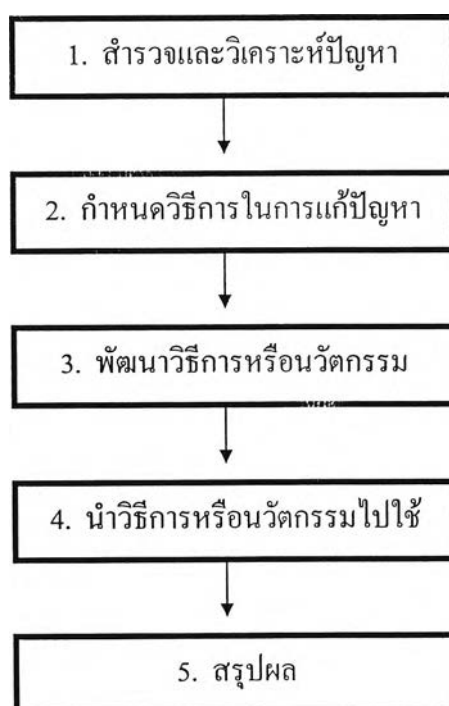 1. สำรวจและวิเคราะห์ปัญหา
2. กำหนดวิธีการในการแก้ปัญหา
3. พัฒนาวิธีการหรือนวัตกรรม
4. นำวิธีการหรือนวัตกรรมไปใช้
5. สรุปผล